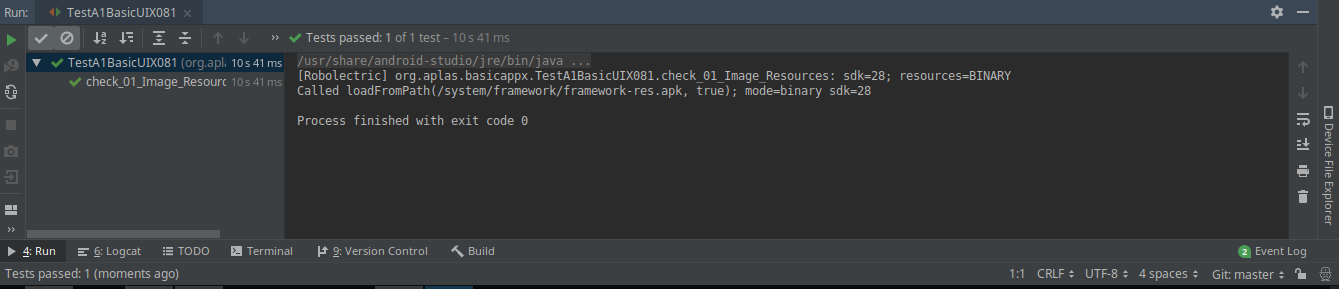 Run: TestA1BasicUIX081
Tests passed: 1 of 1 test – 10 s 41 ms
TestA1BasicUIX081 (org.apla 10 s 41 ms
check_01_Image_Resourc 10 s 41 ms
/usr/share/android-studio/jre/bin/java ...
[Robolectric] org.aplas.basicappx.TestA1BasicUIX081.check_01_Image_Resources: sdk=28; resources=BINARY
Called loadFromPath(/system/framework/framework-res.apk, true); mode=binary sdk=28
Process finished with exit code 0
Device File Explorer
4: Run 6: Logcat TODO Terminal 9: Version Control Build 2 Event Log
Tests passed: 1 (moments ago) 1:1 CRLF UTF-8 4 spaces Git: master